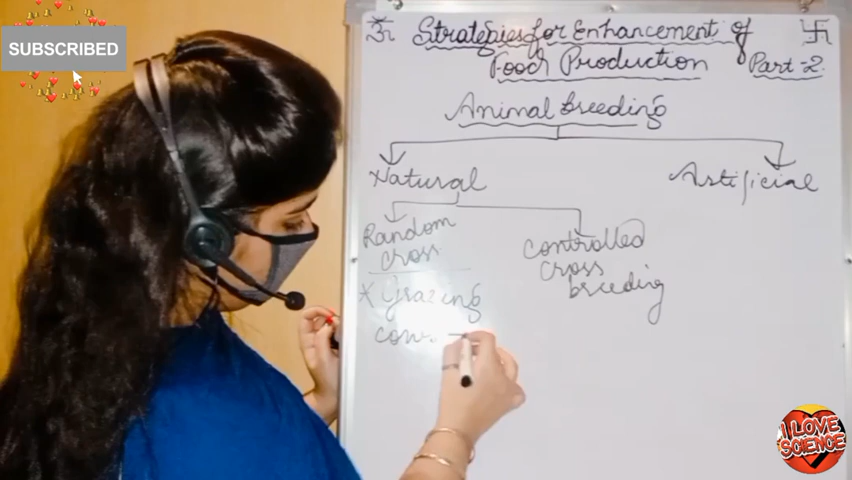 SUBSCRIBED
Strategies for Enhancement of
Food Production
Part-2.
Animal breeding
Natural
Artificial
Random
cross
controlled
cross
breeding
* Grazing
cow.
I LOVE
SCIENCE